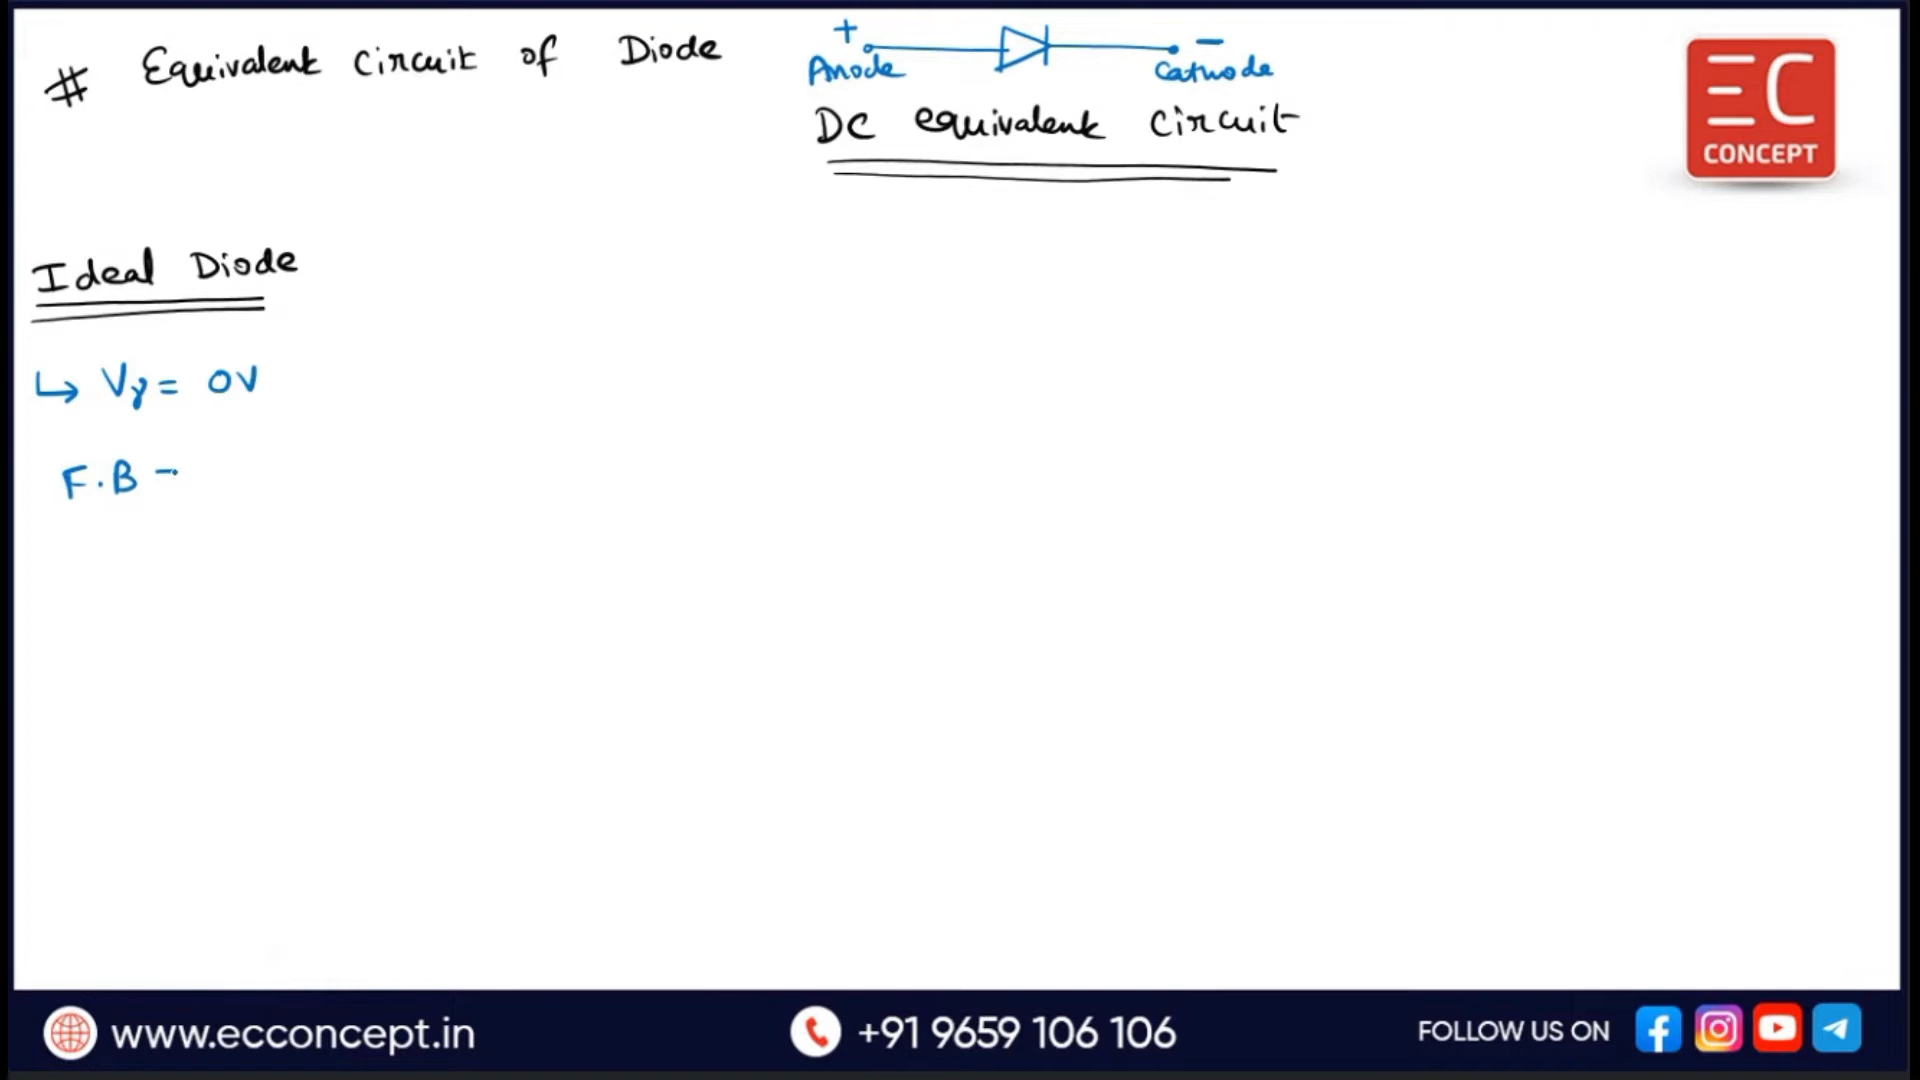 # Equivalent circuit of Diode
+ -
Anode Cathode
DC equivalent circuit
EC
CONCEPT
Ideal Diode
↳ Vγ = 0V
F.B -
www.ecconcept.in
+91 9659 106 106
FOLLOW US ON